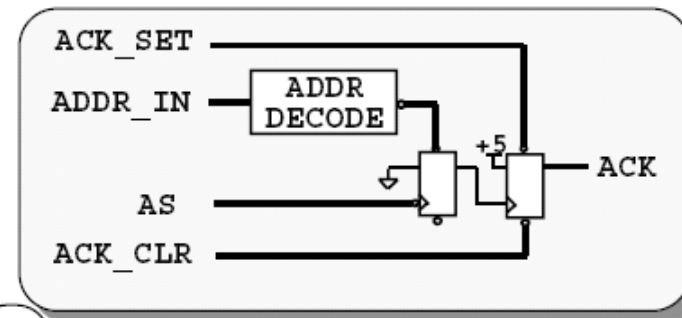 ACK_SET
ADDR_IN
ADDR
DECODE
+5
ACK
AS
ACK_CLR